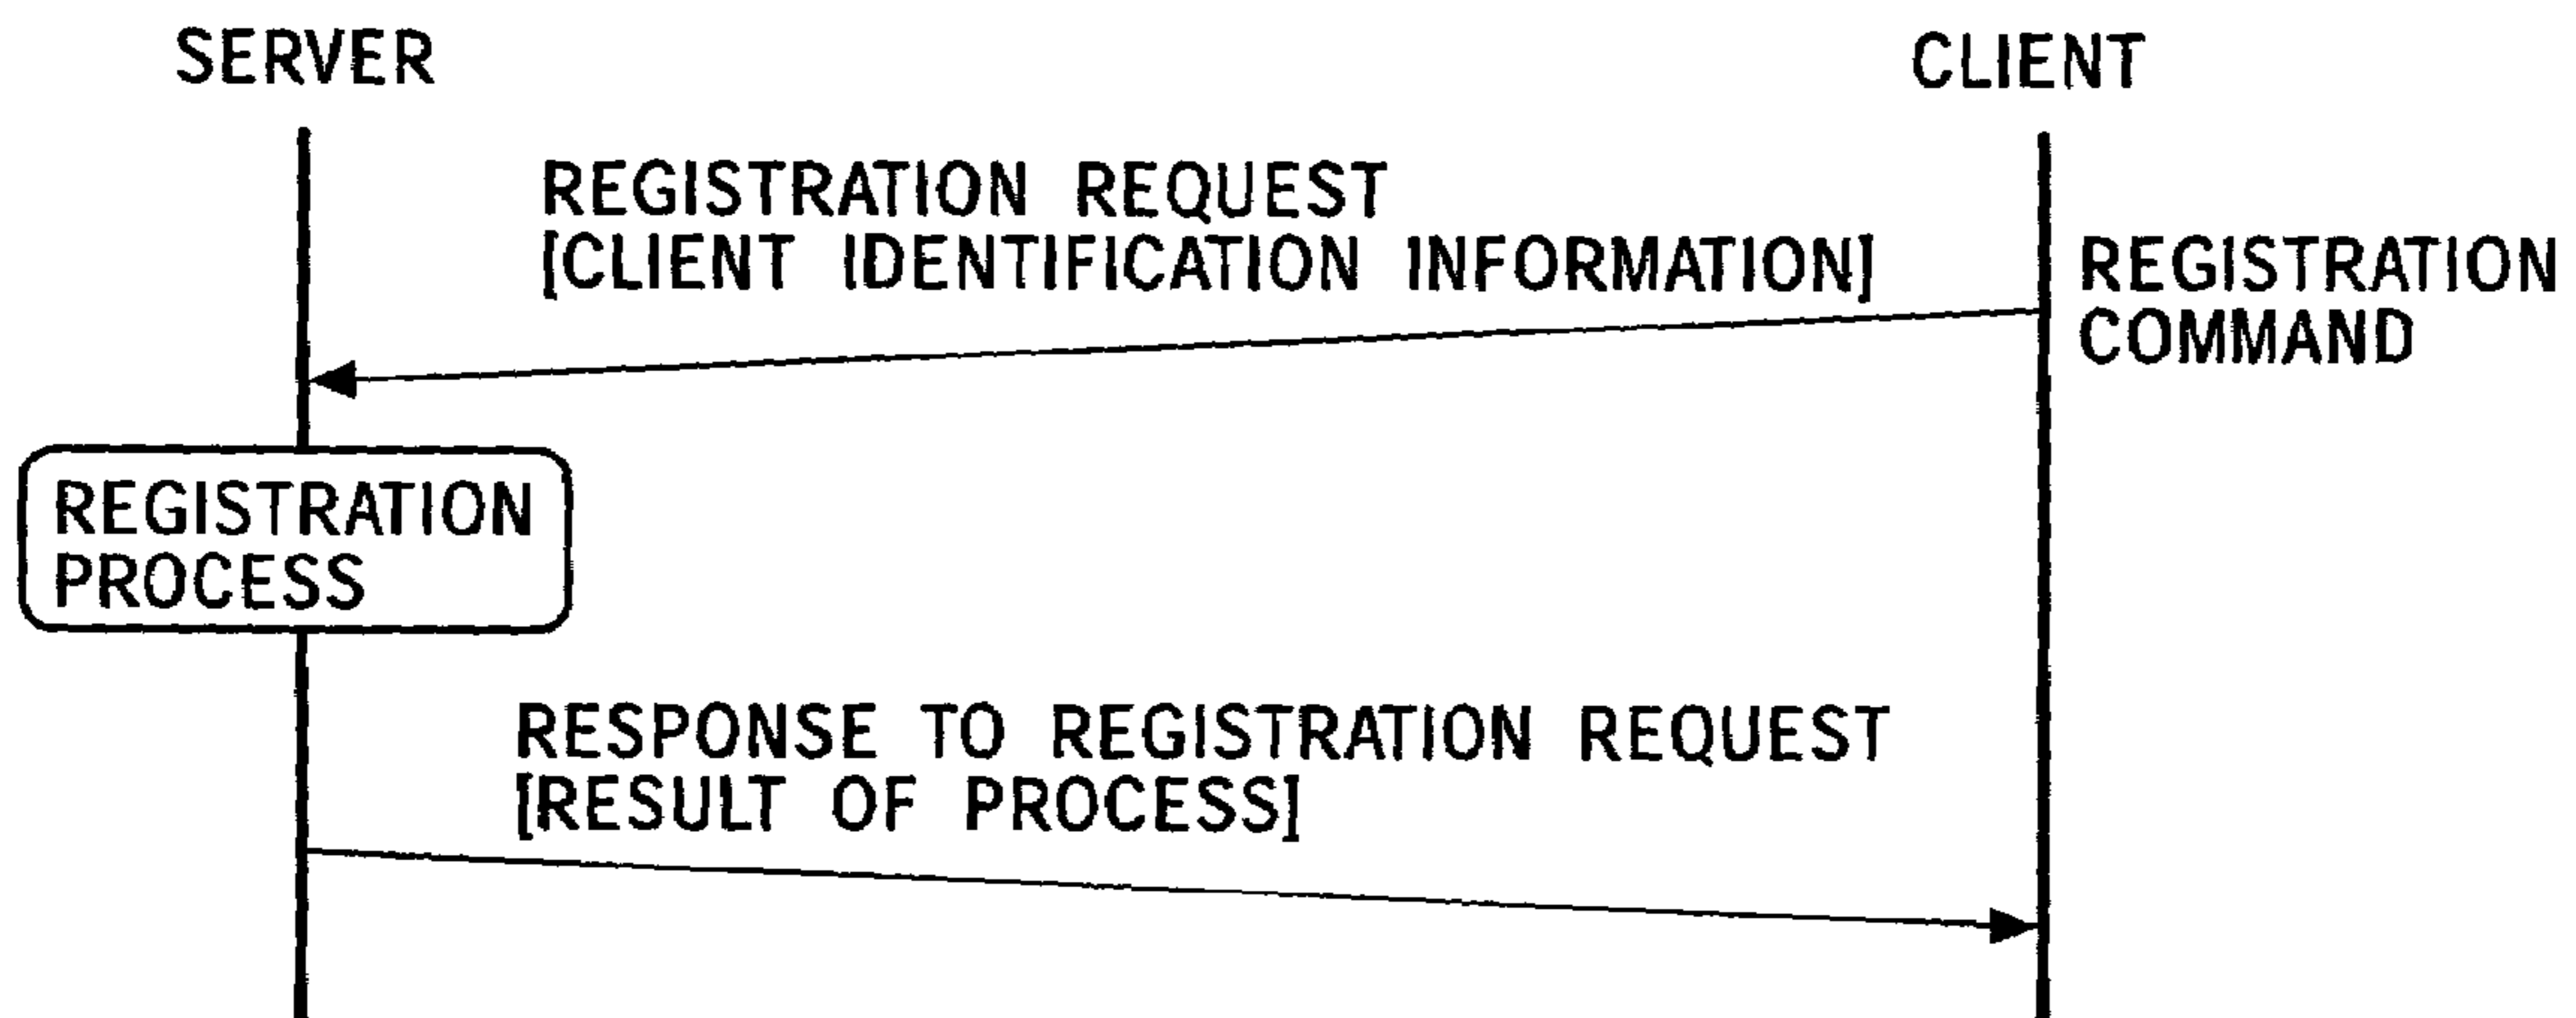 SERVER
CLIENT
REGISTRATION REQUEST
[CLIENT IDENTIFICATION INFORMATION]
REGISTRATION
COMMAND
REGISTRATION
PROCESS
RESPONSE TO REGISTRATION REQUEST
[RESULT OF PROCESS]